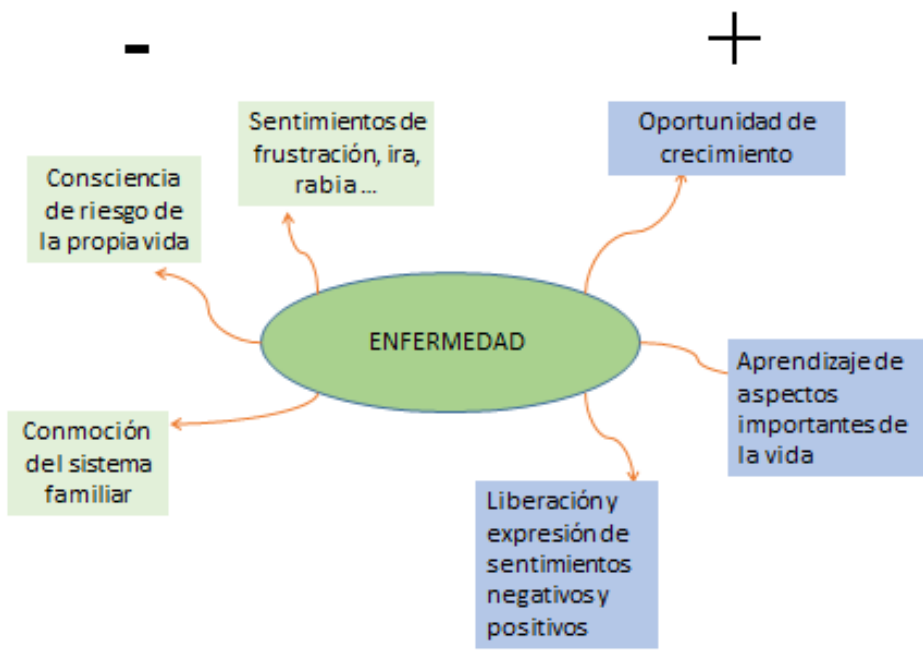 -
+
Sentimientos de
frustración, ira,
rabia ...
Oportunidad de
crecimiento
Consciencia
de riesgo de
la propia vida
ENFERMEDAD
Aprendizaje de
aspectos
importantes de
la vida
Conmoción
del sistema
familiar
Liberación y
expresión de
sentimientos
negativos y
positivos